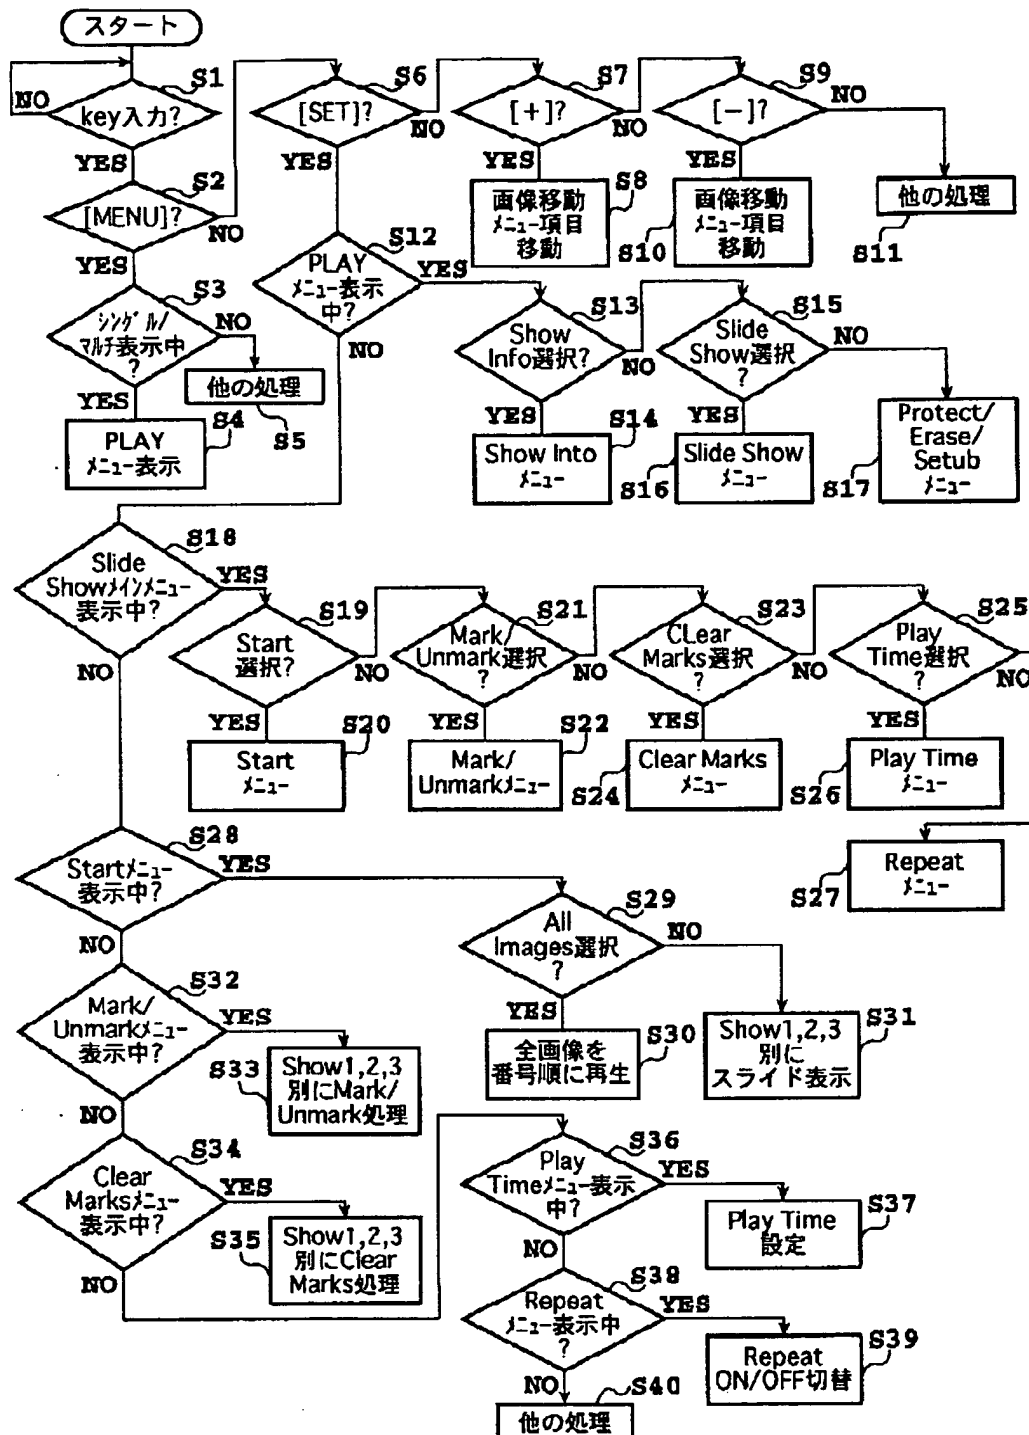 スタート
S1
NO
key入力?
YES
S2
[MENU]?
NO
YES
S3
シングル/
マルチ表示中
?
NO
YES
他の処理
S5
S4
PLAY
メニュー表示
S6
[SET]?
NO
YES
S7
[+]?
NO
YES
S8
画像移動
メニュー項目
移動
S9
[−]?
NO
YES
画像移動
メニュー項目
移動
S10
他の処理
S11
S12
PLAY
メニュー表示
中?
YES
NO
S13
Show
Info選択?
NO
YES
S14
Show Into
メニュー
S15
Slide
Show選択
?
NO
YES
Slide Show
メニュー
S16
Protect/
Erase/
Setub
メニュー
S17
S18
Slide
Showメインメニュー
表示中?
YES
NO
S19
Start
選択?
NO
YES
S20
Start
メニュー
S21
Mark/
Unmark選択
?
NO
YES
S22
Mark/
Unmarkメニュー
S23
CLear
Marks選択
?
NO
YES
Clear Marks
メニュー
S24
S25
Play
Time選択
?
NO
YES
Play Time
メニュー
S26
Repeat
メニュー
S27
S28
Startメニュー
表示中?
YES
NO
S29
All
Images選択
?
NO
YES
S30
全画像を
番号順に再生
S31
Show1,2,3
別に
スライド表示
S32
Mark/
Unmarkメニュー
表示中?
YES
NO
S33
Show1,2,3
別にMark/
Unmark処理
S34
Clear
Marksメニュー
表示中?
YES
NO
S35
Show1,2,3
別にClear
Marks処理
S36
Play
Timeメニュー表示
中?
YES
NO
S37
Play Time
設定
S38
Repeat
メニュー表示中
?
YES
NO
S39
Repeat
ON/OFF切替
S40
他の処理